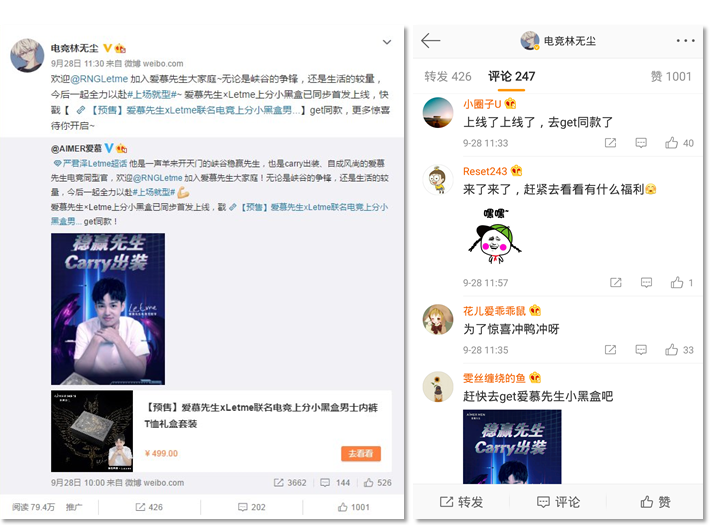 电竞林无尘
9月28日 11:30 来自 微博 weibo.com
欢迎@RNGLetme 加入爱慕先生大家庭~无论是峡谷的争锋，还是生活的较量，
今后一起全力以赴#上场就型#~ 爱慕先生×Letme上分小黑盒已同步首发上线，快
戳【 【预售】爱慕先生xLetme联名电竞上分小黑盒男...】get同款，更多惊喜
待你开启~
@AIMER爱慕
严君泽Letme超话 他是一声羊来开天门的峡谷稳赢先生，也是carry出装、自成风尚的爱慕
先生电竞同型官，欢迎@RNGLetme 加入爱慕先生大家庭！无论是峡谷的争锋，还是生活的较
量，今后一起全力以赴#上场就型#
爱慕先生×Letme上分小黑盒已同步首发上线，戳 【预售】爱慕先生xLetme联名电竞上分小
黑盒男... get同款！
稳赢先生
Carry出装
Letme
【预售】爱慕先生xLetme联名电竞上分小黑盒男士内裤
T恤礼盒套装
¥ 499.00
去看看
9月28日 10:00 来自 微博 weibo.com
3662
144
526
阅读 79.4万 推广
426
202
1001
电竞林无尘
转发 426 评论 247 赞 1001
小圈子U
上线了上线了，去get同款了
9-28 11:33
40
Reset243
来了来了，赶紧去看看有什么福利
嘿嘿~
9-28 11:57
1
花儿爱乖乖鼠
为了惊喜冲鸭冲呀
9-28 11:35
33
雯丝缠绕的鱼
赶快去get爱慕先生小黑盒吧
AIMER MEN
稳赢先生
Carry出装
转发 评论 赞